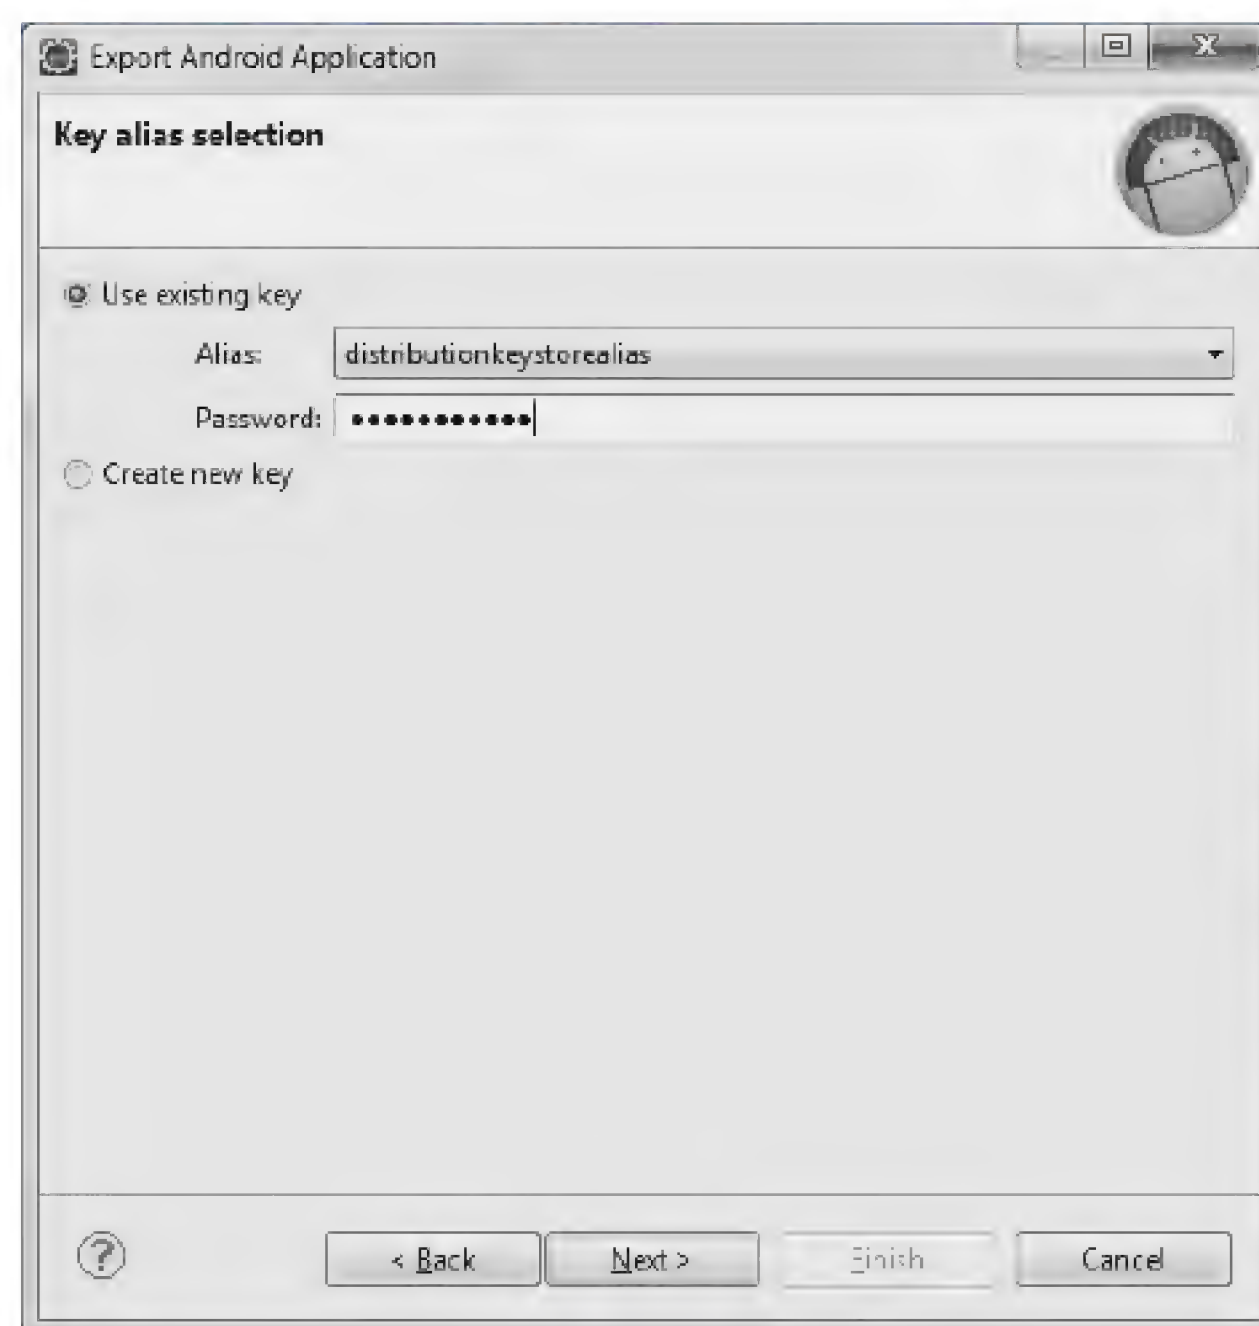 Export Android Application
Key alias selection
Use existing key
Alias: distributionkeystorealias
Password: •••••••••••
Create new key
? < Back Next > Finish Cancel